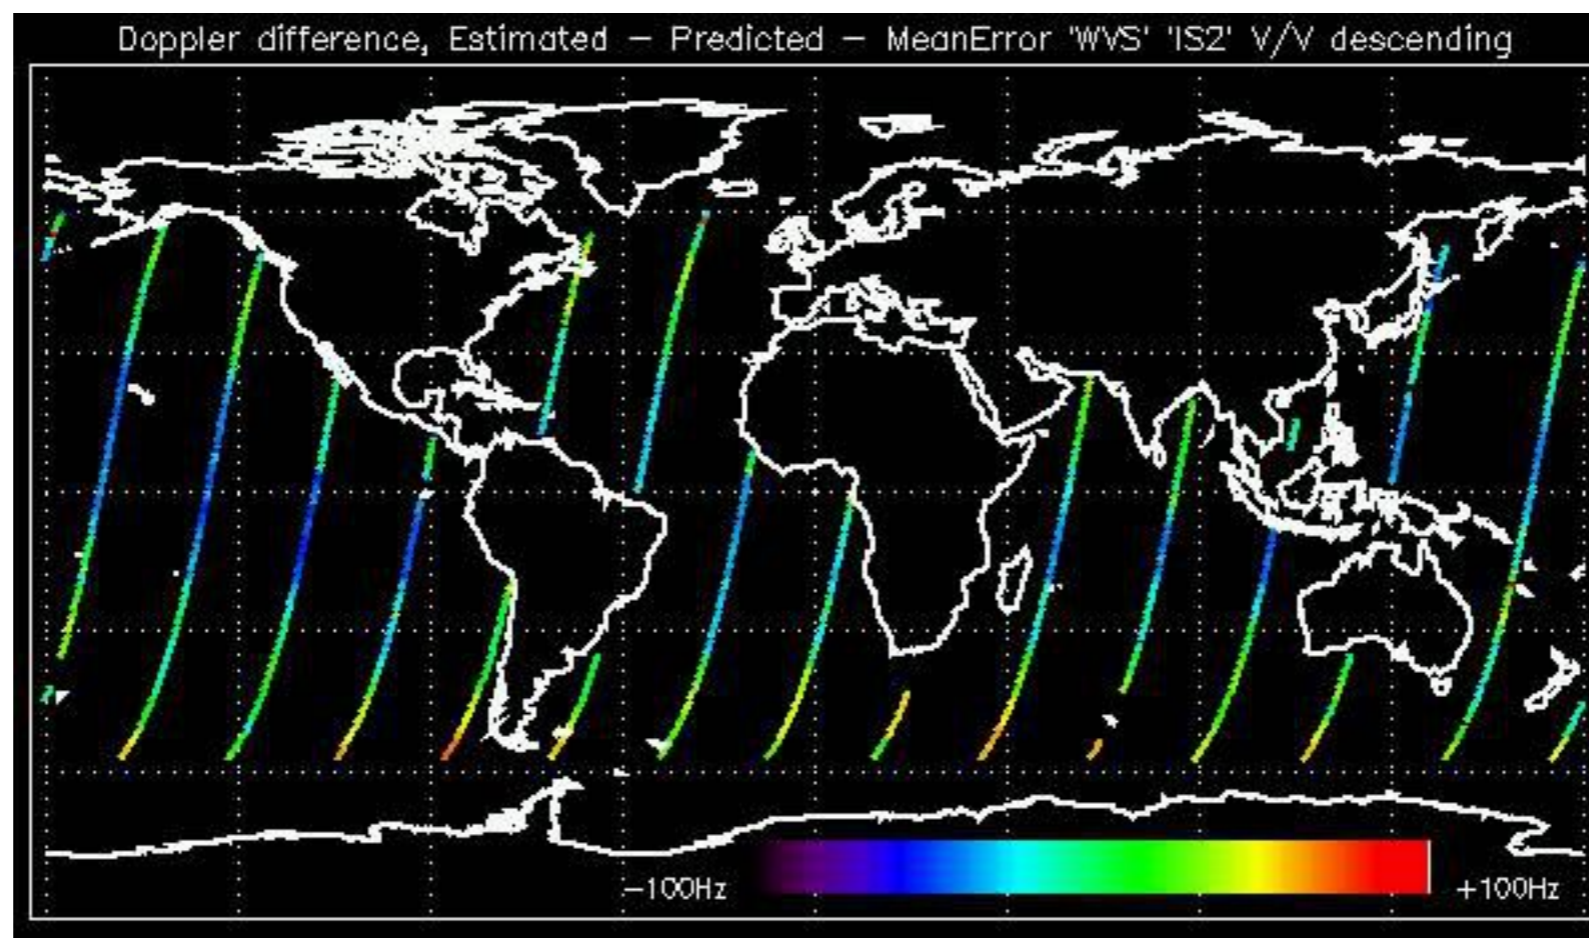 Doppler difference, Estimated – Predicted – MeanError 'WVS' 'IS2' V/V descending
–100Hz
+100Hz